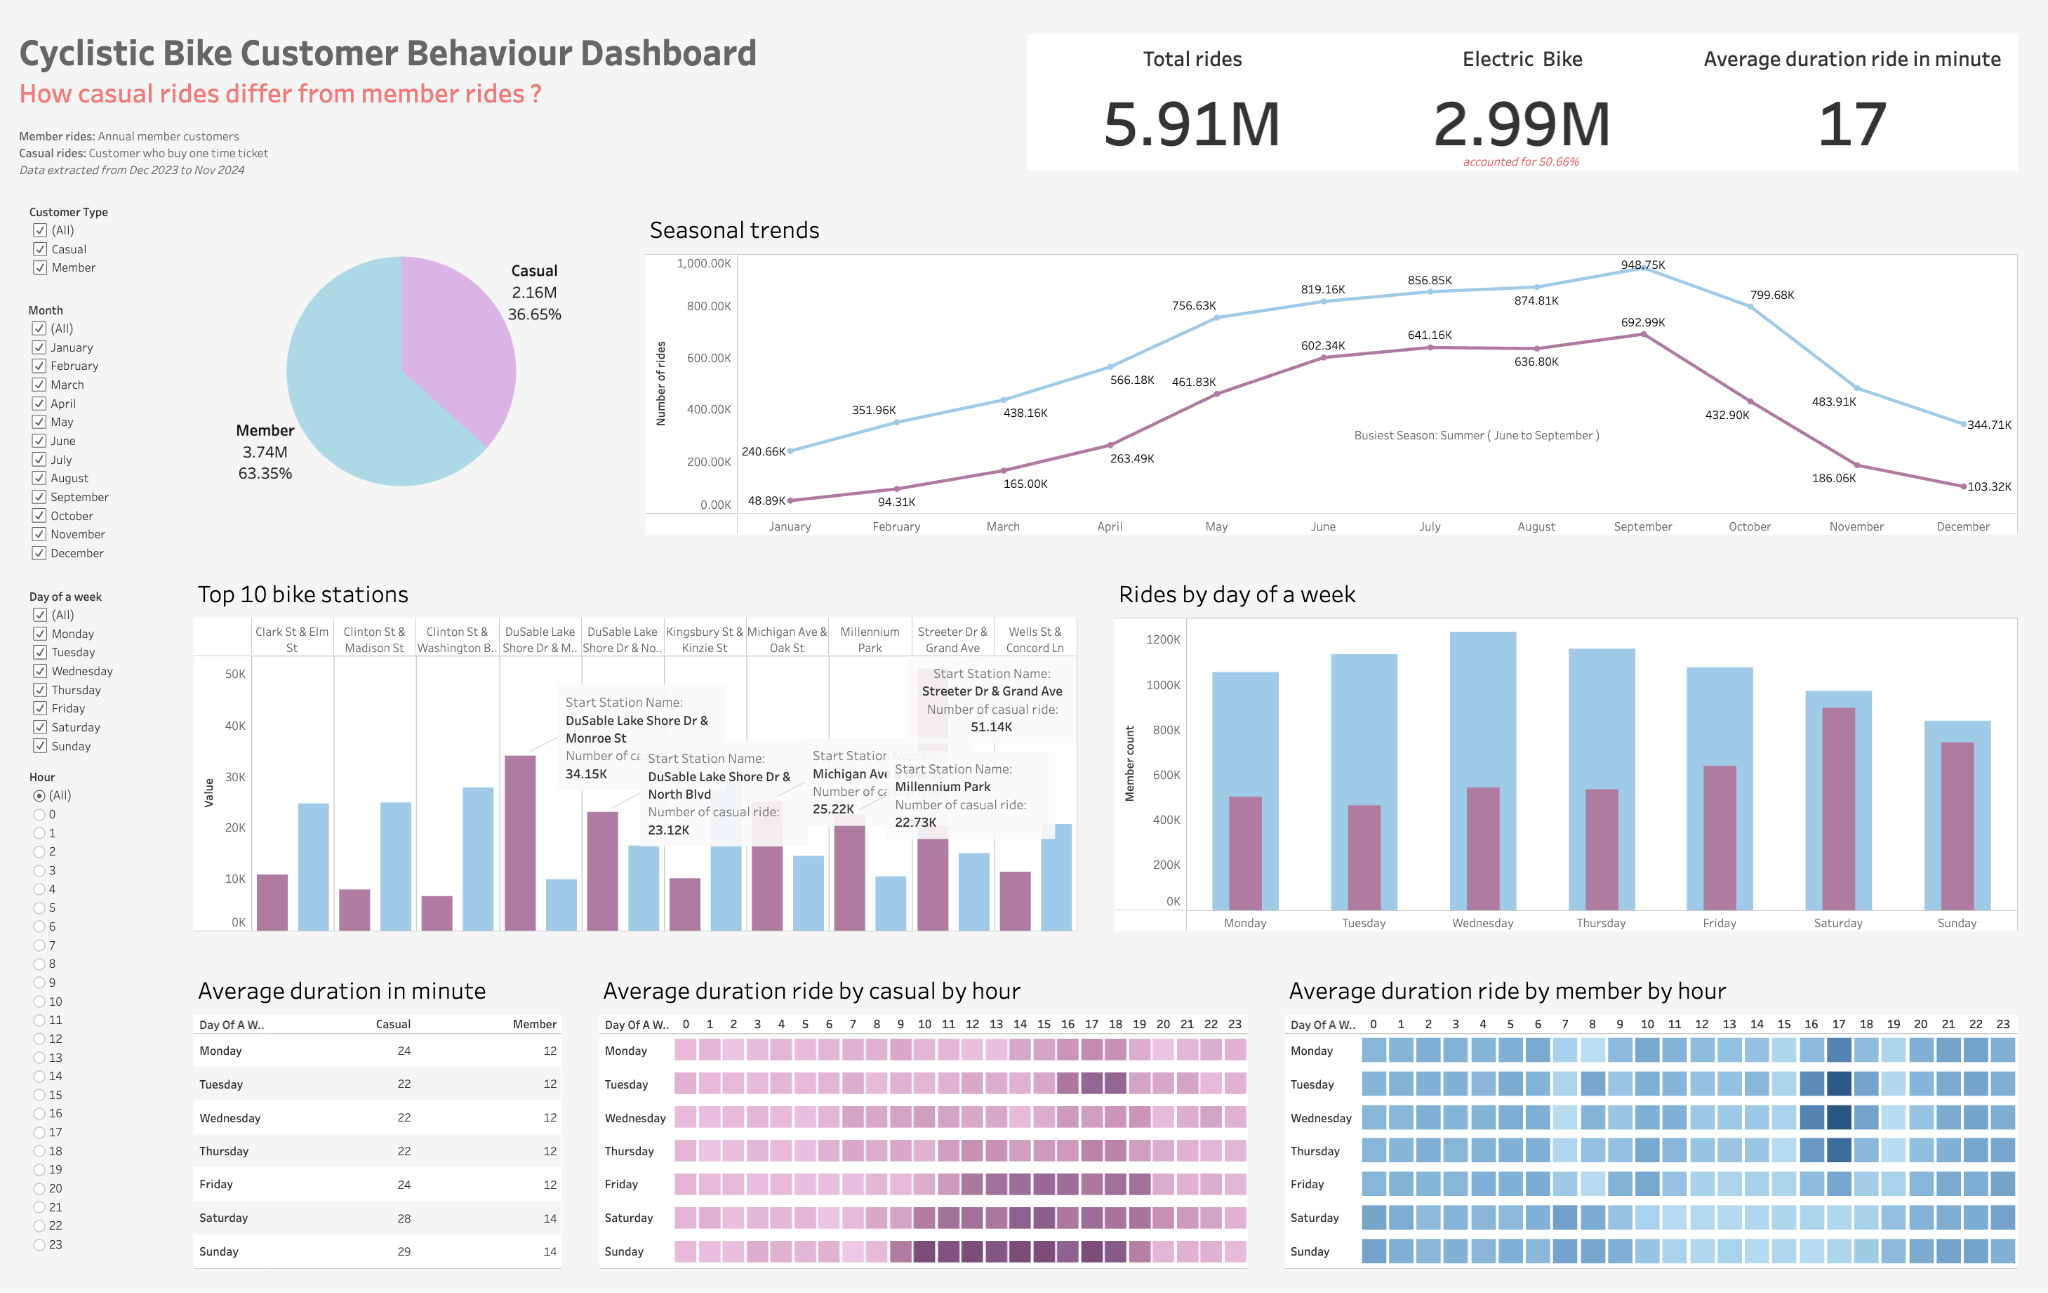 Cyclistic Bike Customer Behaviour Dashboard
How casual rides differ from member rides ?
Member rides: Annual member customers
Casual rides: Customer who buy one time ticket
Data extracted from Dec 2023 to Nov 2024
Total rides
5.91M
Electric Bike
2.99M
accounted for 50.66%
Average duration ride in minute
17
Customer Type
(All)
Casual
Member
Month
(All)
January
February
March
April
May
June
July
August
September
October
November
December
Day of a week
(All)
Monday
Tuesday
Wednesday
Thursday
Friday
Saturday
Sunday
Hour
(All)
0
1
2
3
4
5
6
7
8
9
10
11
12
13
14
15
16
17
18
19
20
21
22
23
Casual
2.16M
36.65%
Member
3.74M
63.35%
Seasonal trends
Number of rides
1,000.00K
800.00K
600.00K
400.00K
200.00K
0.00K
240.66K
351.96K
438.16K
566.18K
756.63K
819.16K
856.85K
874.81K
948.75K
799.68K
483.91K
344.71K
48.89K
94.31K
165.00K
263.49K
461.83K
602.34K
641.16K
636.80K
692.99K
432.90K
186.06K
103.32K
Busiest Season: Summer ( June to September )
January February March April May June July August September October November December
Top 10 bike stations
Clark St & Elm
St
Clinton St &
Madison St
Clinton St &
Washington B..
DuSable Lake
Shore Dr & M..
DuSable Lake
Shore Dr & No..
Kingsbury St &
Kinzie St
Michigan Ave &
Oak St
Millennium
Park
Streeter Dr &
Grand Ave
Wells St &
Concord Ln
Value
50K
40K
30K
20K
10K
0K
Start Station Name:
DuSable Lake Shore Dr &
Monroe St
Number of ca
34.15K
Start Station Name:
DuSable Lake Shore Dr &
North Blvd
Number of casual ride:
23.12K
Start Station Name:
Michigan Ave
Number of ca
25.22K
Start Station Name:
Millennium Park
Number of casual ride:
22.73K
Start Station Name:
Streeter Dr & Grand Ave
Number of casual ride:
51.14K
Rides by day of a week
Member count
1200K
1000K
800K
600K
400K
200K
0K
Monday Tuesday Wednesday Thursday Friday Saturday Sunday
Average duration in minute
Day Of A W.. Casual Member
Monday 24 12
Tuesday 22 12
Wednesday 22 12
Thursday 22 12
Friday 24 12
Saturday 28 14
Sunday 29 14
Average duration ride by casual by hour
Day Of A W.. 0 1 2 3 4 5 6 7 8 9 10 11 12 13 14 15 16 17 18 19 20 21 22 23
Monday
Tuesday
Wednesday
Thursday
Friday
Saturday
Sunday
Average duration ride by member by hour
Day Of A W.. 0 1 2 3 4 5 6 7 8 9 10 11 12 13 14 15 16 17 18 19 20 21 22 23
Monday
Tuesday
Wednesday
Thursday
Friday
Saturday
Sunday